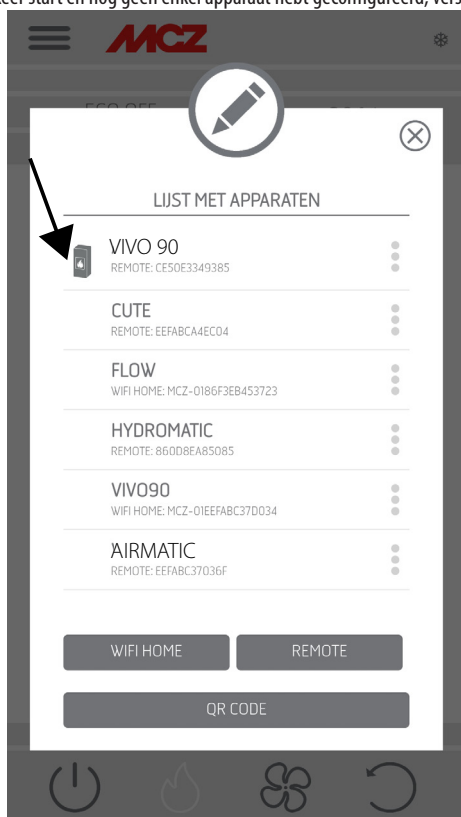 start en nog geen enkel apparaat hebt geconfigureerd,
MCZ
LIJST MET APPARATEN
VIVO 90
REMOTE: CE50E3349385
CUTE
REMOTE: EEFABCA4EC04
FLOW
WIFI HOME: MCZ-0186F3EB453723
HYDROMATIC
REMOTE: 860D8EA85085
VIVO90
WIFI HOME: MCZ-01EEFABC37D034
AIRMATIC
REMOTE: EEFABC37036F
WIFI HOME
REMOTE
QR CODE